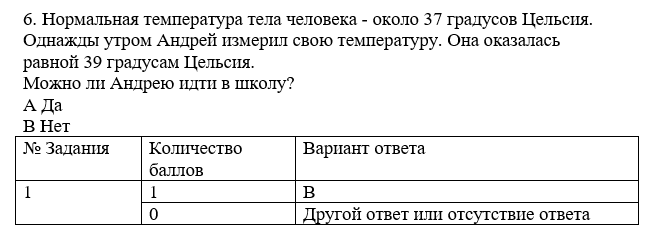 6. Нормальная температура тела человека - около 37 градусов Цельсия.
Однажды утром Андрей измерил свою температуру. Она оказалась
равной 39 градусам Цельсия.
Можно ли Андрею идти в школу?
А Да
В Нет
№ Задания Количество баллов Вариант ответа
1 1 В
0 Другой ответ или отсутствие ответа